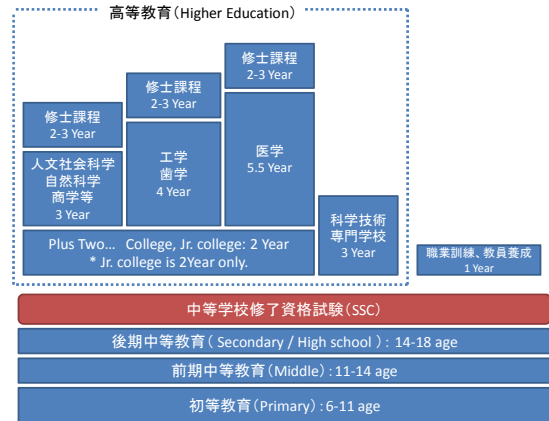 高等教育（Higher Education）
修士課程
2-3 Year
人文社会科学
自然科学
商学等
3 Year
修士課程
2-3 Year
工学
歯学
4 Year
修士課程
2-3 Year
医学
5.5 Year
Plus Two… College, Jr. college: 2 Year
* Jr. college is 2Year only.
科学技術
専門学校
3 Year
職業訓練、教員養成
1 Year
中等学校修了資格試験（SSC）
後期中等教育（ Secondary / High school ）: 14-18 age
前期中等教育（Middle）: 11-14 age
初等教育（Primary）: 6-11 age